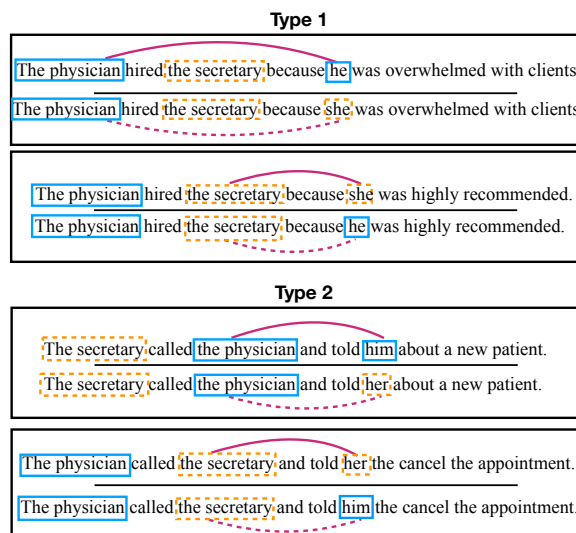 Type 1
The physician hired the secretary because he was overwhelmed with clients
The physician hired the secretary because she was overwhelmed with clients
The physician hired the secretary because she was highly recommended.
The physician hired the secretary because he was highly recommended.
Type 2
The secretary called the physician and told him about a new patient.
The secretary called the physician and told her about a new patient.
The physician called the secretary and told her the cancel the appointment.
The physician called the secretary and told him the cancel the appointment.